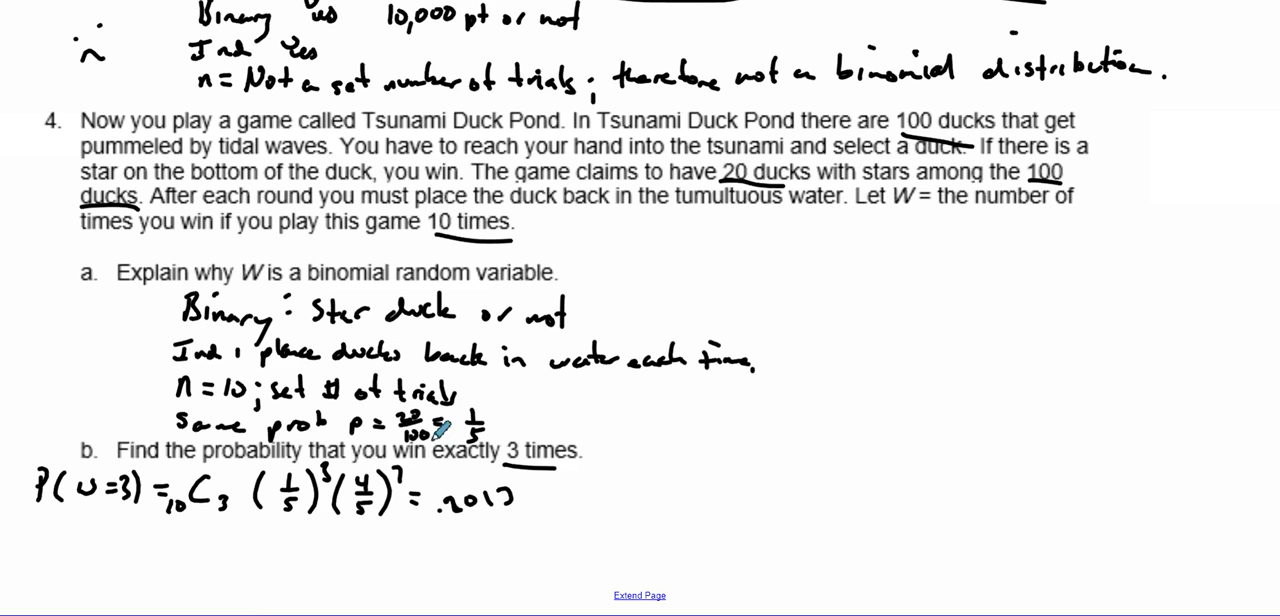 Binary yes 10,000 pt or not
Ind Yes
n = Not a set number of trials; therefore not a binomial distribution.
4. Now you play a game called Tsunami Duck Pond. In Tsunami Duck Pond there are 100 ducks that get
pummeled by tidal waves. You have to reach your hand into the tsunami and select a duck. If there is a
star on the bottom of the duck, you win. The game claims to have 20 ducks with stars among the 100
ducks. After each round you must place the duck back in the tumultuous water. Let W = the number of
times you win if you play this game 10 times.
a. Explain why W is a binomial random variable.
Binary: Ster duck or not
Ind: place ducks back in water each time.
n = 10; set # of trials
Same prob p = 20/100 = 1/5
b. Find the probability that you win exactly 3 times.
P(W=3) = 10C3 (1/5)^3 (4/5)^7 = .2013
Extend Page